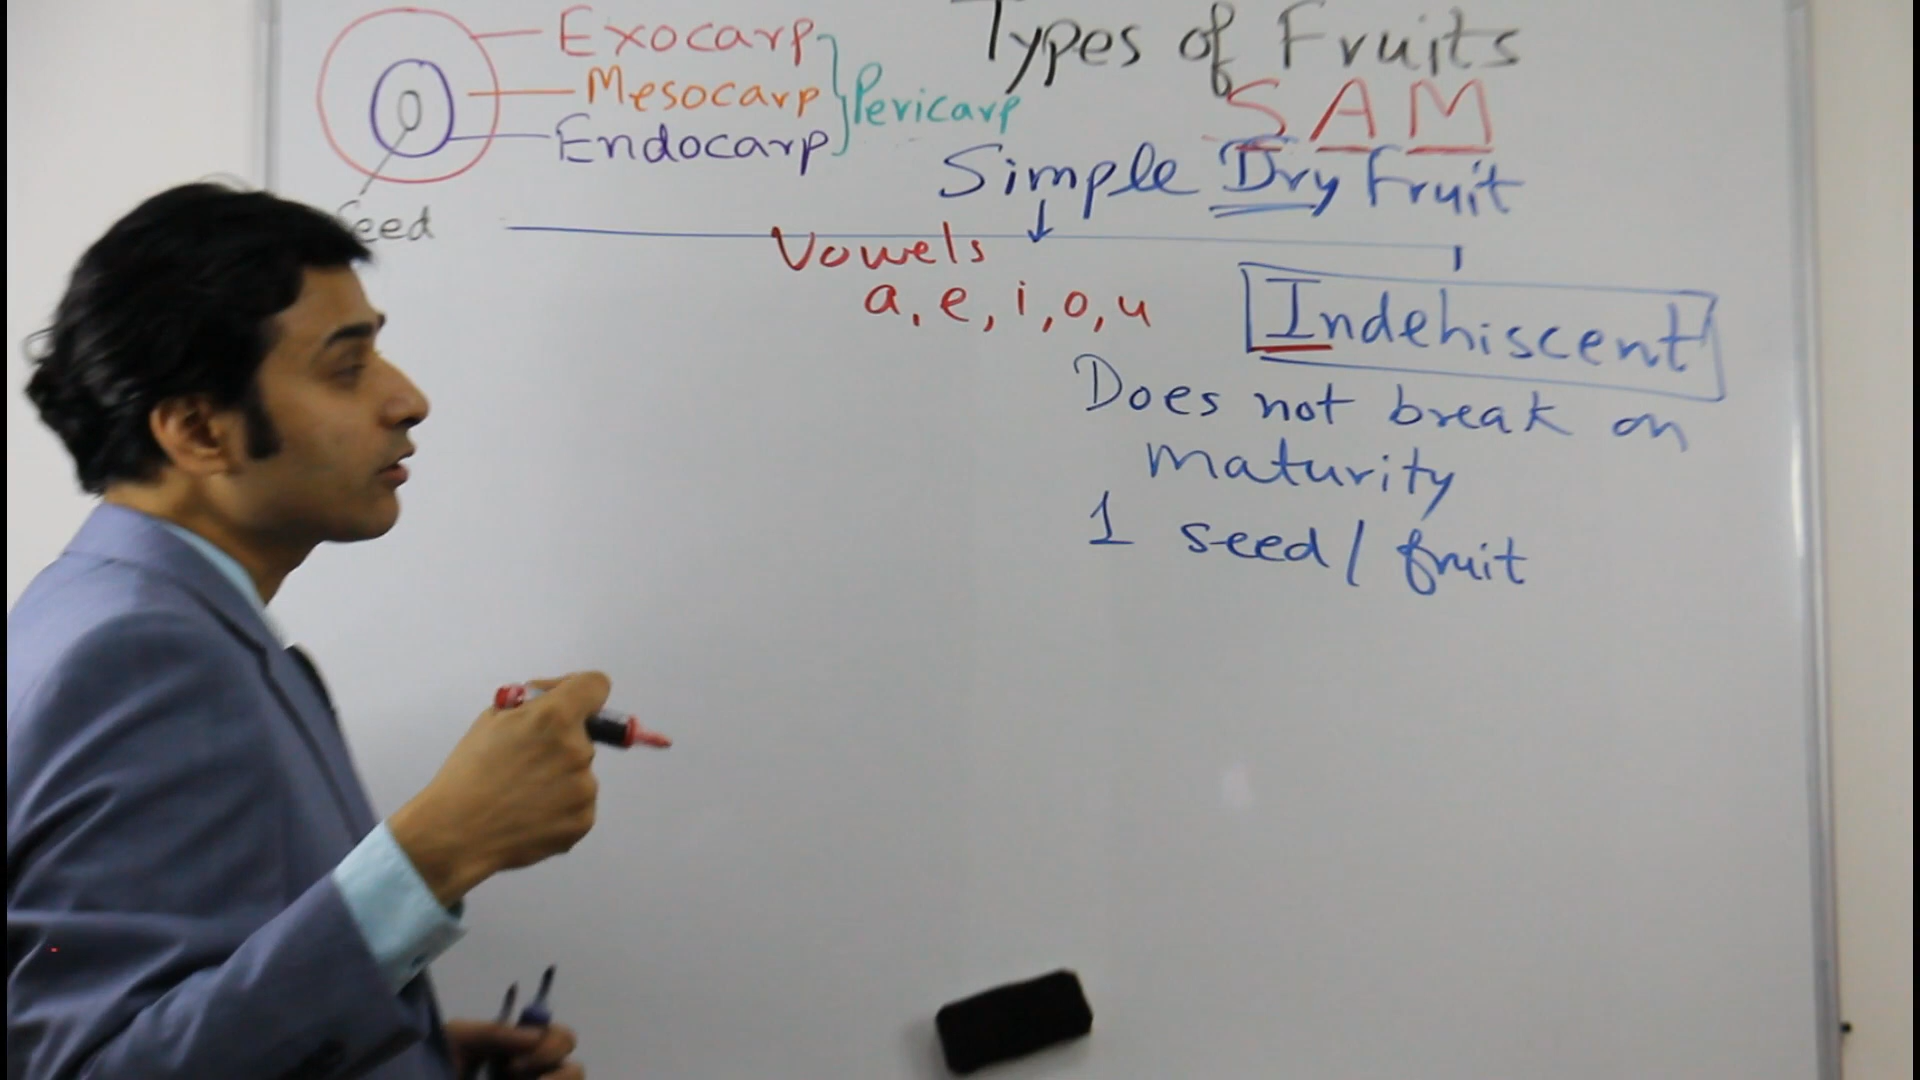 Exocarp
Mesocarp
Endocarp
Pericarp
Seed
Types of Fruits
SAM
Simple Dry Fruit
Vowels
a, e, i, o, u
Indehiscent
Does not break on
maturity
1 seed / fruit